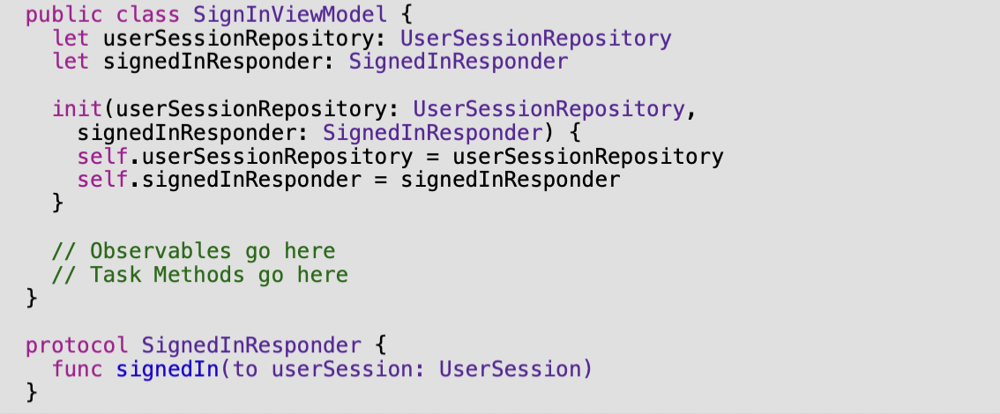 public class SignInViewModel {
  let userSessionRepository: UserSessionRepository
  let signedInResponder: SignedInResponder

  init(userSessionRepository: UserSessionRepository,
    signedInResponder: SignedInResponder) {
    self.userSessionRepository = userSessionRepository
    self.signedInResponder = signedInResponder
  }

  // Observables go here
  // Task Methods go here
}

protocol SignedInResponder {
  func signedIn(to userSession: UserSession)
}